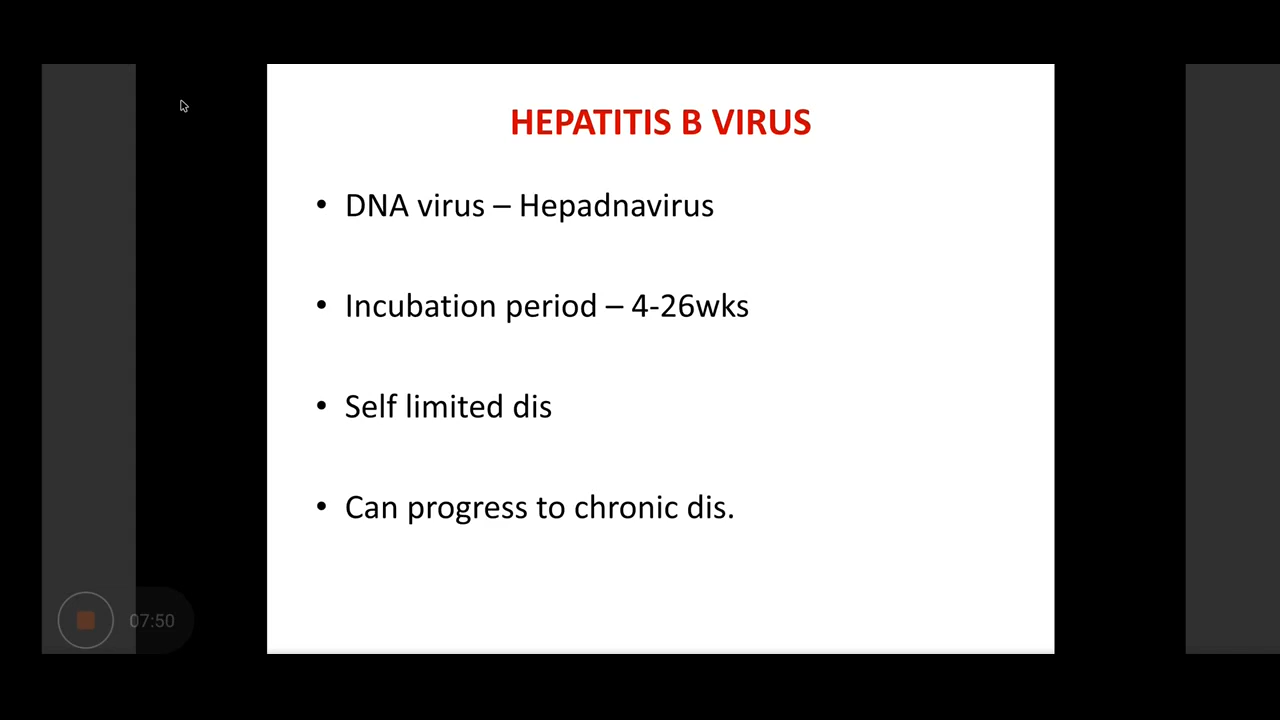 HEPATITIS B VIRUS
• DNA virus – Hepadnavirus
• Incubation period – 4-26wks
• Self limited dis
• Can progress to chronic dis.
07:50